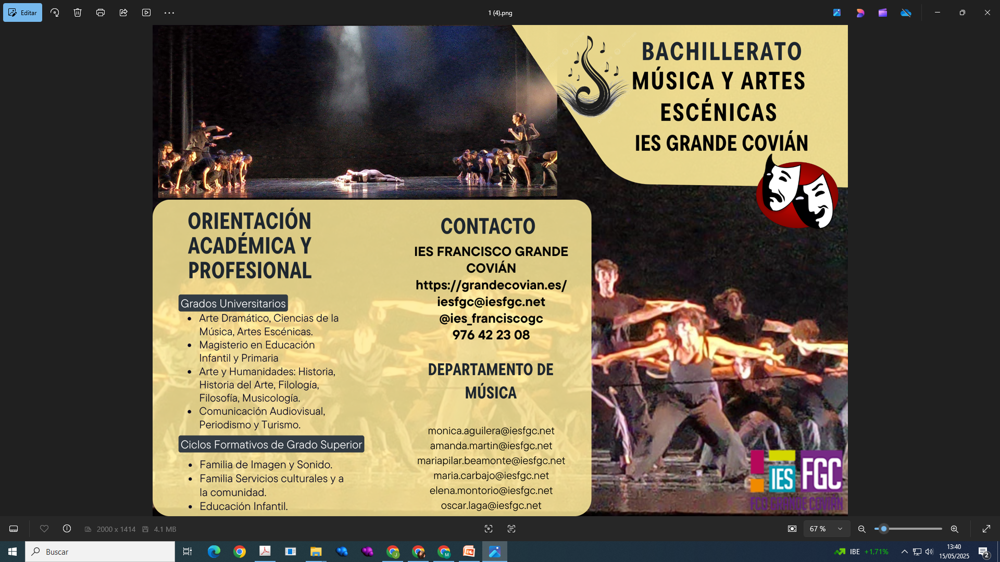 Editar
1 (4).png
BACHILLERATO
MÚSICA Y ARTES
ESCÉNICAS
IES GRANDE COVIÁN
ORIENTACIÓN
ACADÉMICA Y
PROFESIONAL
Grados Universitarios
• Arte Dramático, Ciencias de la
Música, Artes Escénicas.
• Magisterio en Educación
Infantil y Primaria
• Arte y Humanidades: Historia,
Historia del Arte, Filología,
Filosofía, Musicología.
• Comunicación Audiovisual,
Periodismo y Turismo.
Ciclos Formativos de Grado Superior
• Familia de Imagen y Sonido.
• Familia Servicios culturales y a
la comunidad.
• Educación Infantil.
CONTACTO
IES FRANCISCO GRANDE
COVIÁN
https://grandecovian.es/
iesfgc@iesfgc.net
@ies_franciscogc
976 42 23 08
DEPARTAMENTO DE
MÚSICA
monica.aguilera@iesfgc.net
amanda.martin@iesfgc.net
mariapilar.beamonte@iesfgc.net
maria.carbajo@iesfgc.net
elena.montorio@iesfgc.net
oscar.laga@iesfgc.net
IES FGC
FCO GRANDE COVIÁN
2000 x 1414 4.1 MB
67 %
Buscar
IBE +1,71%
13:40
15/05/2025
2